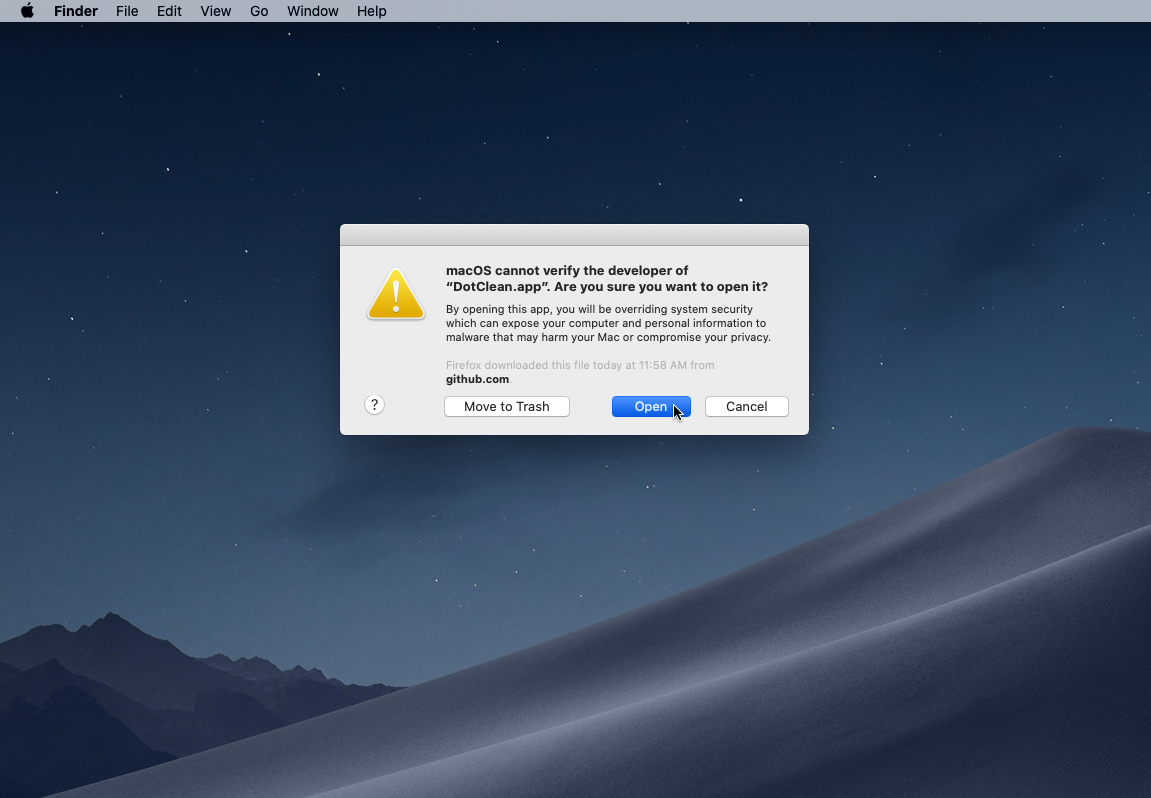 Finder File Edit View Go Window Help
macOS cannot verify the developer of
“DotClean.app”. Are you sure you want to open it?
By opening this app, you will be overriding system security
which can expose your computer and personal information to
malware that may harm your Mac or compromise your privacy.
Firefox downloaded this file today at 11:58 AM from
github.com.
? Move to Trash Open Cancel